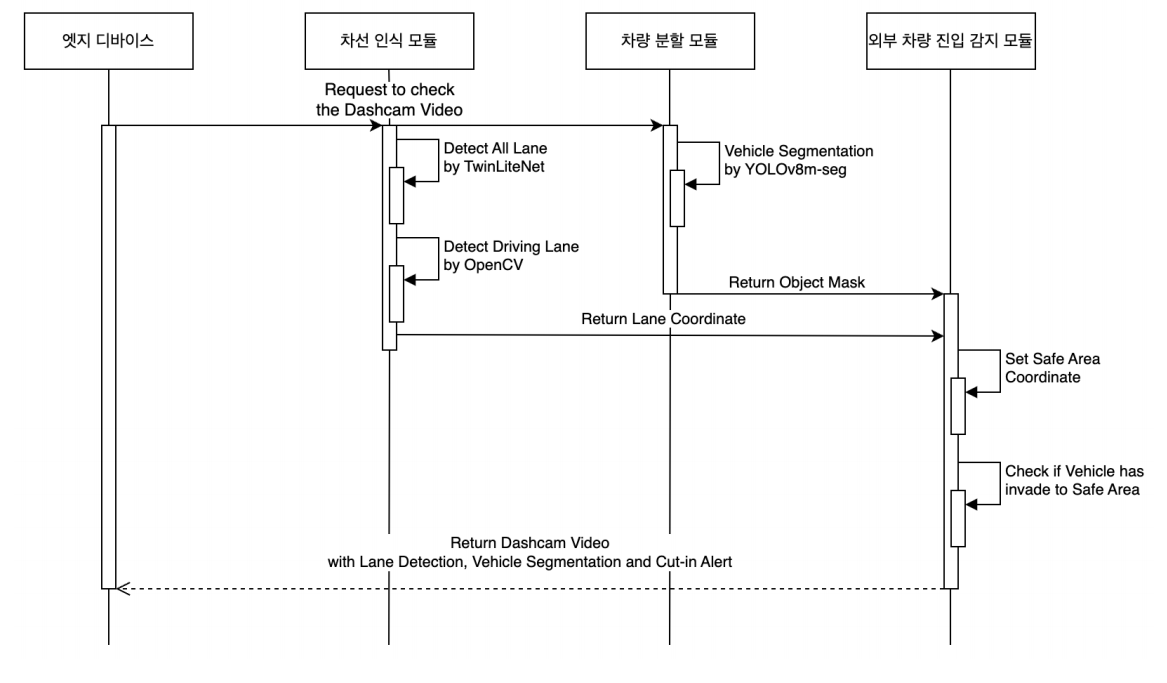 엣지 디바이스
차선 인식 모듈
차량 분할 모듈
외부 차량 진입 감지 모듈
Request to check
the Dashcam Video
Detect All Lane
by TwinLiteNet
Vehicle Segmentation
by YOLOv8m-seg
Detect Driving Lane
by OpenCV
Return Object Mask
Return Lane Coordinate
Set Safe Area
Coordinate
Check if Vehicle has
invade to Safe Area
Return Dashcam Video
with Lane Detection, Vehicle Segmentation and Cut-in Alert